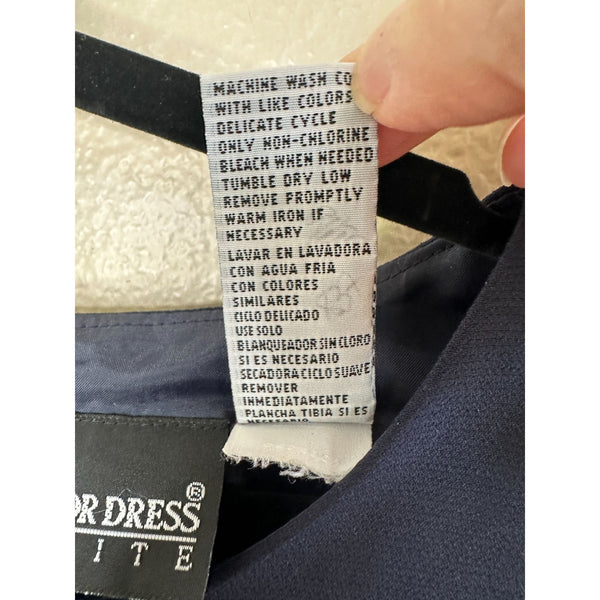 MACHINE WASH CO
WITH LIKE COLORS
DELICATE CYCLE
ONLY NON-CHLORINE
BLEACH WHEN NEEDED
TUMBLE DRY LOW
REMOVE PROMPTLY
WARM IRON IF
NECESSARY
LAVAR EN LAVADORA
CON AGUA FRIA
CON COLORES
SIMILARES
CICLO DELICADO
USE SOLO
BLANQUEADOR SIN CLORO
SI ES NECESARIO
SECADORA CICLO SUAVE
REMOVER
INMEDIATAMENTE
PLANCHA TIBIA SI ES
NECESARIO
OR DRESS®
ITE